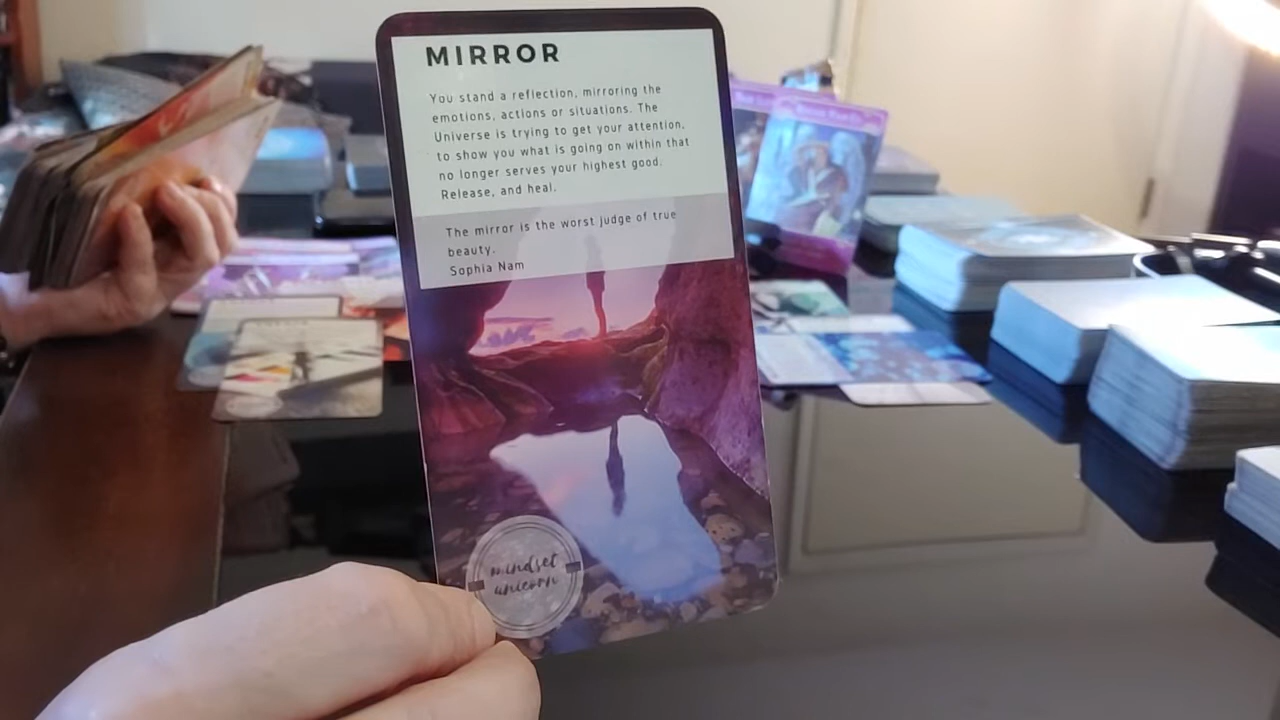 MIRROR
You stand a reflection, mirroring the
emotions, actions or situations. The
Universe is trying to get your attention,
to show you what is going on within that
no longer serves your highest good.
Release, and heal.
The mirror is the worst judge of true
beauty.
Sophia Nam
mindset
unicorn